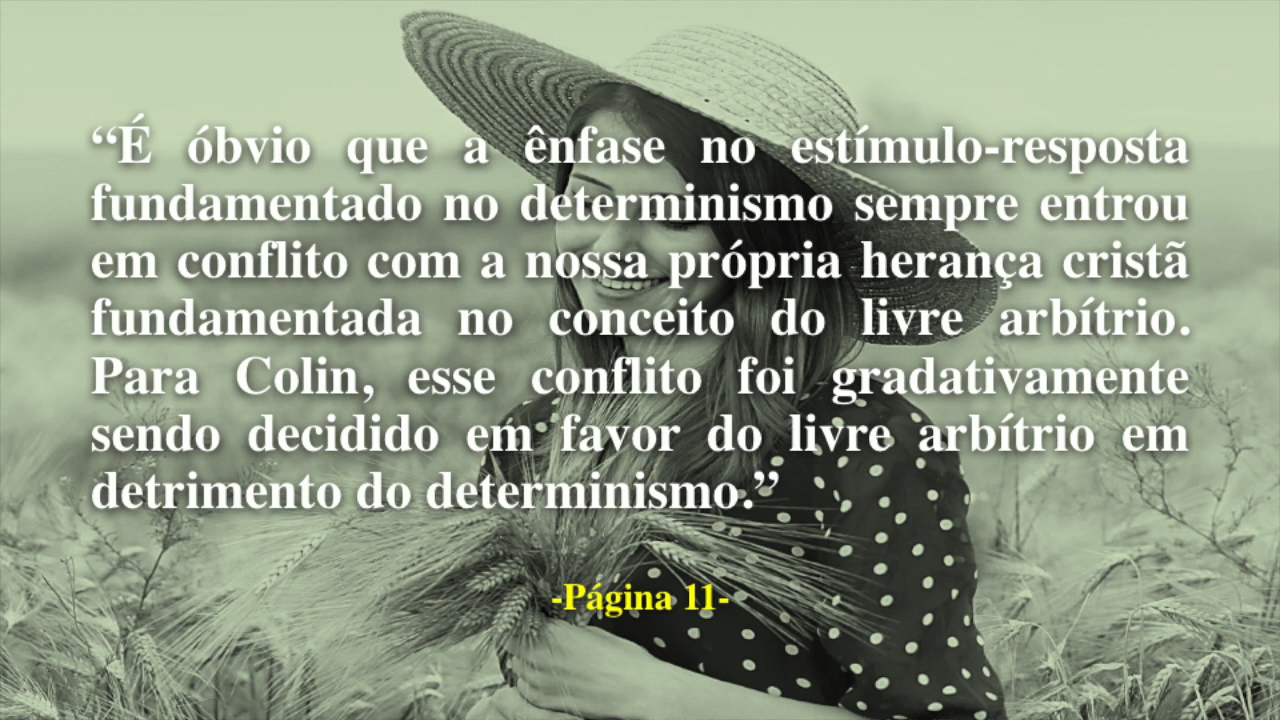 “É óbvio que a ênfase no estímulo-resposta
fundamentado no determinismo sempre entrou
em conflito com a nossa própria herança cristã
fundamentada no conceito do livre arbítrio.
Para Colin, esse conflito foi gradativamente
sendo decidido em favor do livre arbítrio em
detrimento do determinismo.”
-Página 11-